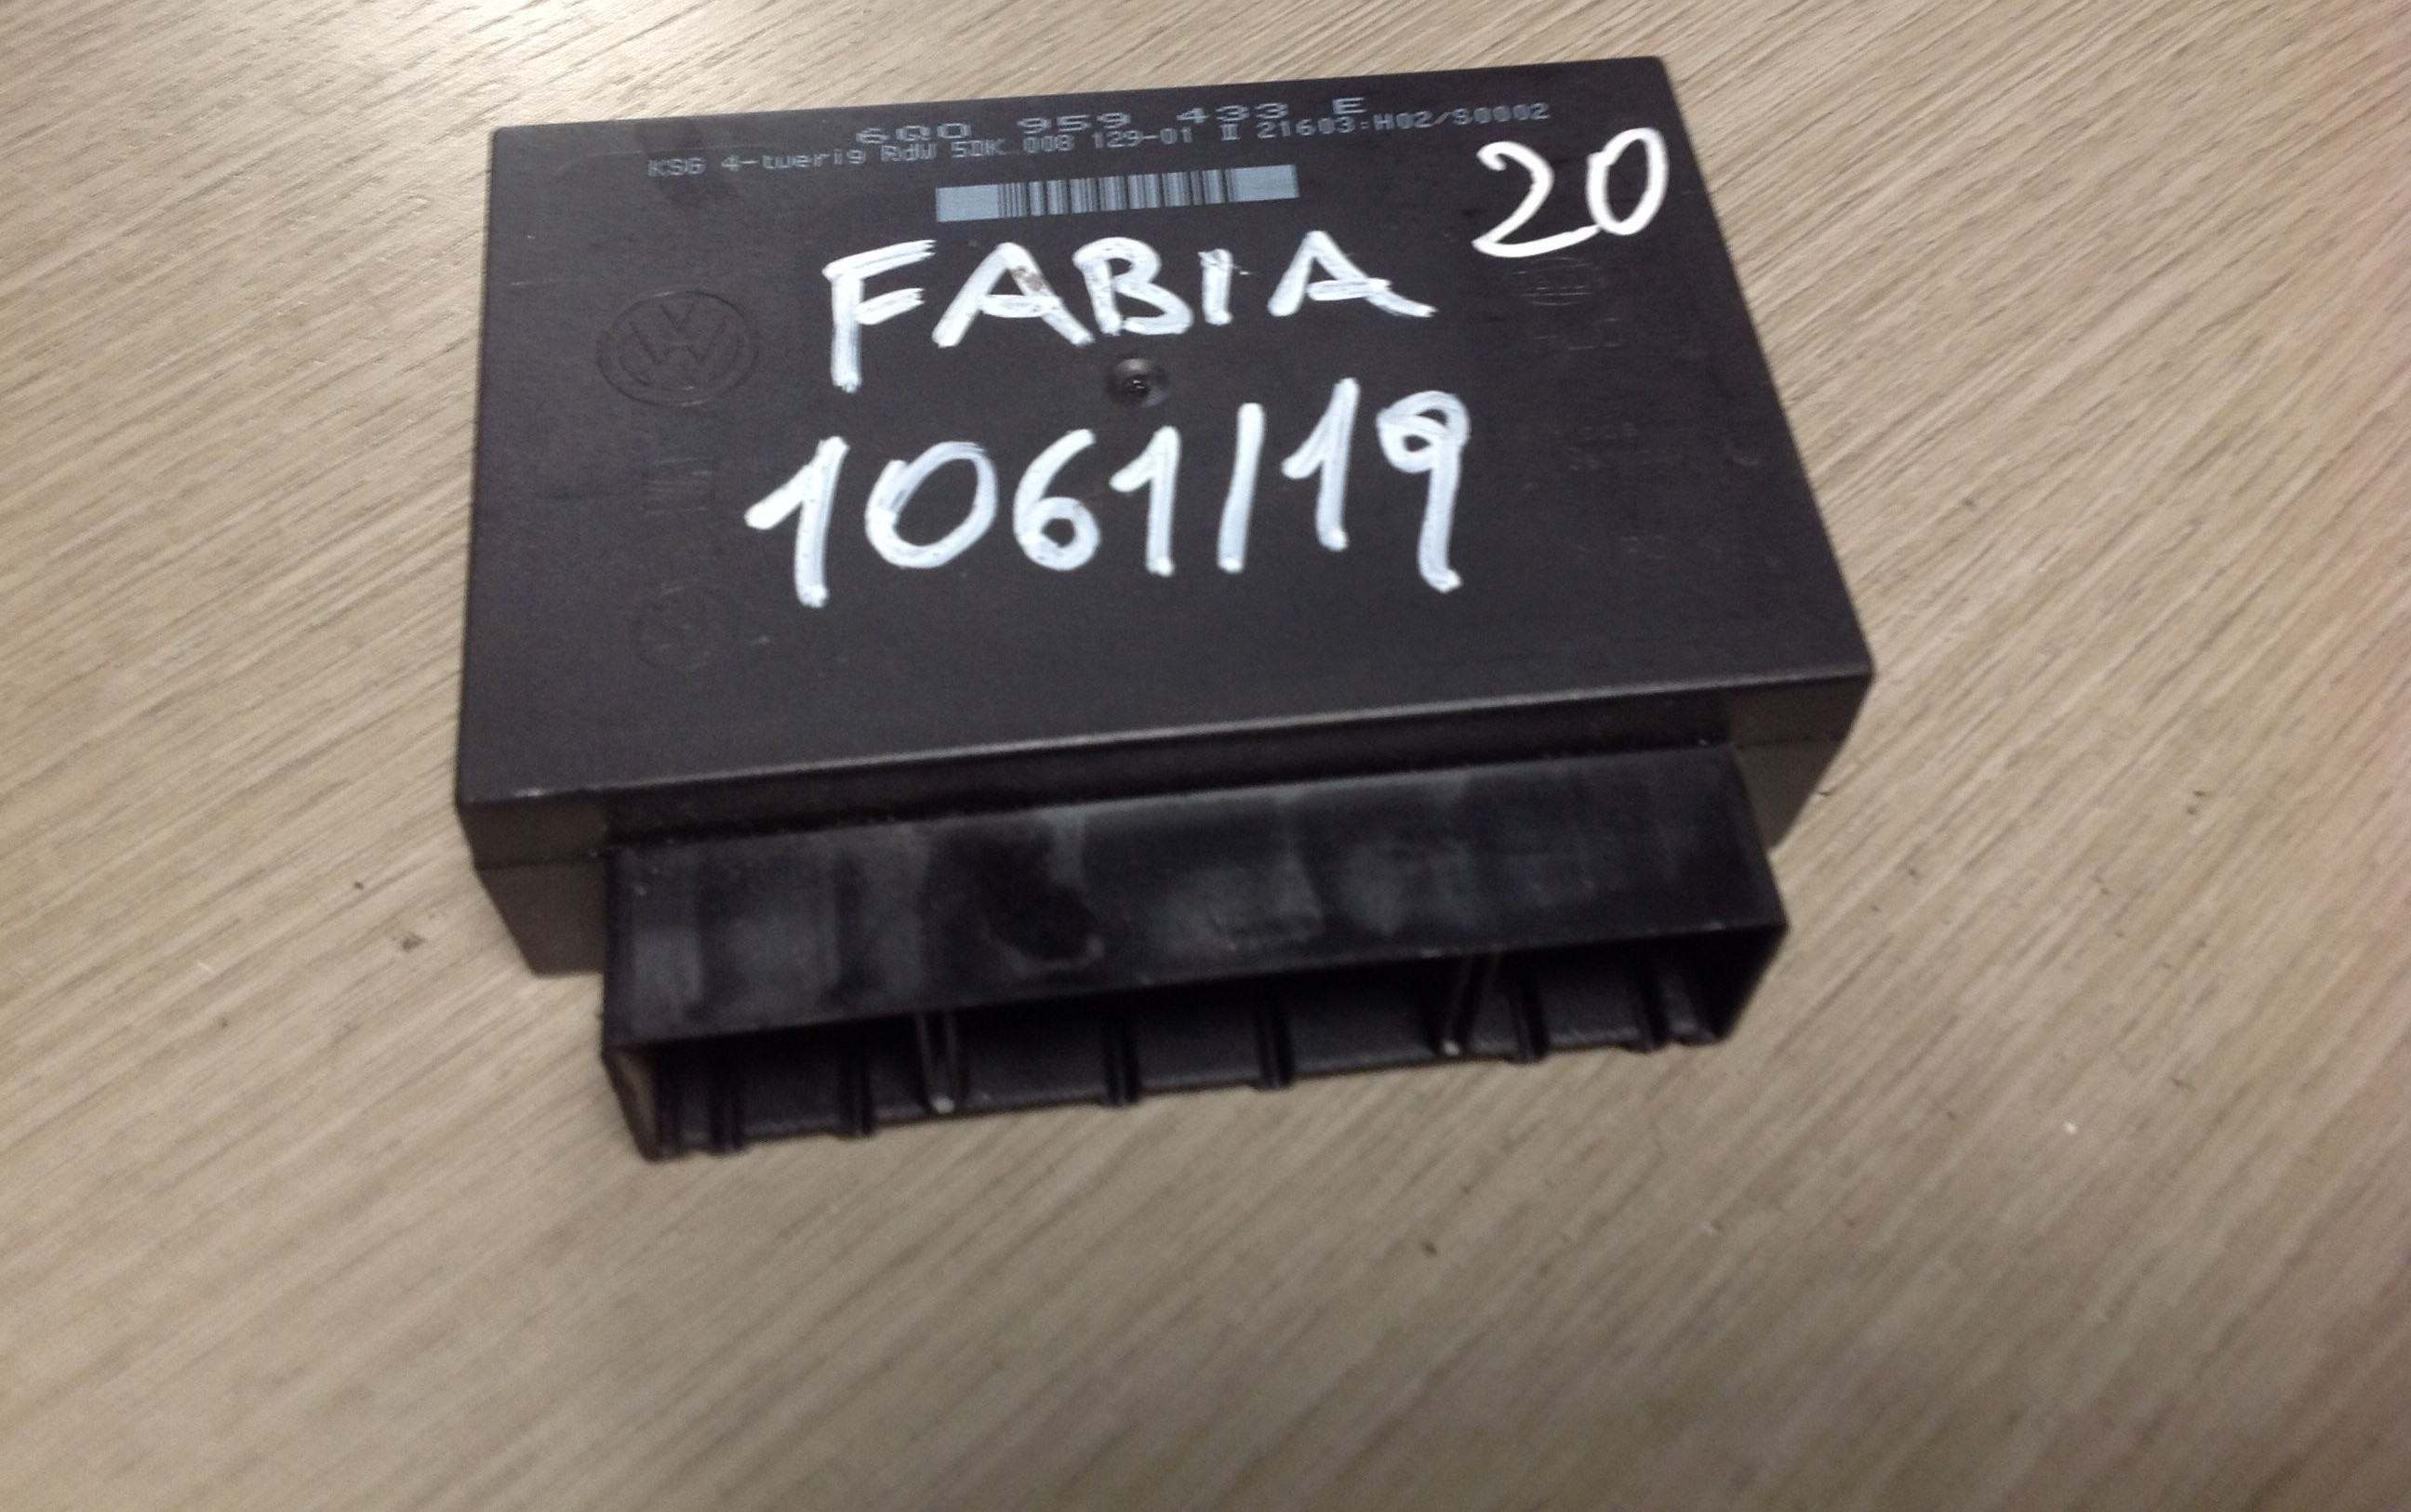 6Q0 959 433 E
KSG 4-tuerig RdW 5DK 008 129-01 II 21603:H02/S0002
20
FABIA
1061/19